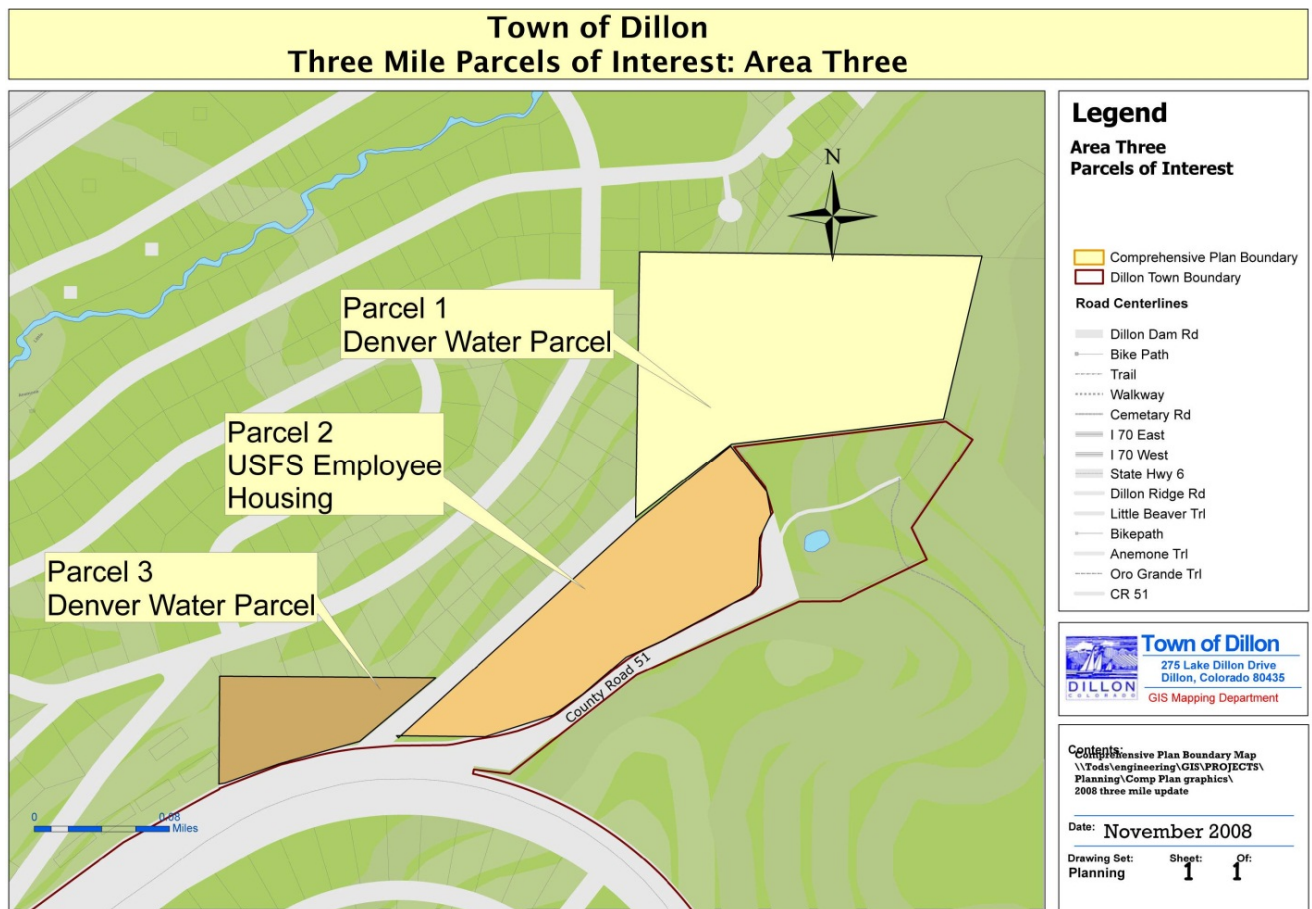 Town of Dillon
Three Mile Parcels of Interest: Area Three
N
Parcel 1
Denver Water Parcel
Parcel 2
USFS Employee
Housing
Parcel 3
Denver Water Parcel
County Road 51
0
0.08
Miles
Legend
Area Three
Parcels of Interest
Comprehensive Plan Boundary
Dillon Town Boundary
Road Centerlines
Dillon Dam Rd
Bike Path
Trail
Walkway
Cemetary Rd
I 70 East
I 70 West
State Hwy 6
Dillon Ridge Rd
Little Beaver Trl
Bikepath
Anemone Trl
Oro Grande Trl
CR 51
DILLON
COLORADO
Town of Dillon
275 Lake Dillon Drive
Dillon, Colorado 80435
GIS Mapping Department
Contents:
Comprehensive Plan Boundary Map
\\Tods\engineering\GIS\PROJECTS\
Planning\Comp Plan graphics\
2008 three mile update
Date: November 2008
Drawing Set: Sheet: Of:
Planning 1 1